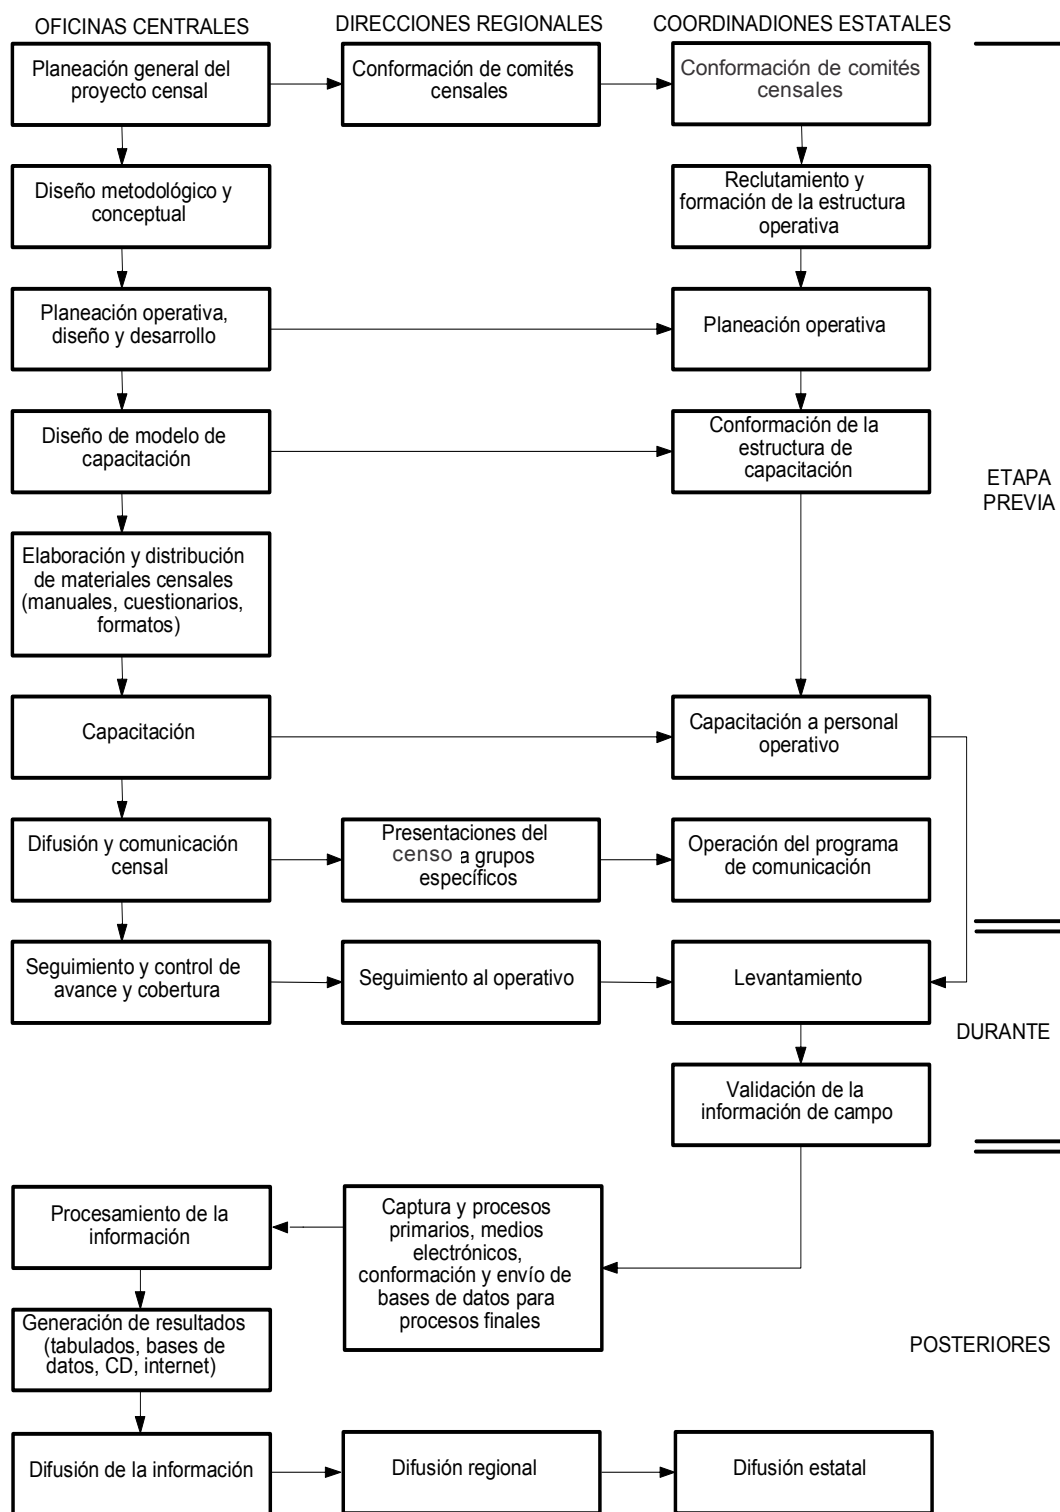 OFICINAS CENTRALES
DIRECCIONES REGIONALES
COORDINADIONES ESTATALES
Planeación general del
proyecto censal
Conformación de comités
censales
Conformación de comités
censales
Diseño metodológico y
conceptual
Reclutamiento y
formación de la estructura
operativa
Planeación operativa,
diseño y desarrollo
Planeación operativa
Diseño de modelo de
capacitación
Conformación de la
estructura de
capacitación
ETAPA
PREVIA
Elaboración y distribución
de materiales censales
(manuales, cuestionarios,
formatos)
Capacitación
Capacitación a personal
operativo
Difusión y comunicación
censal
Presentaciones del
censo a grupos
específicos
Operación del programa
de comunicación
Seguimiento y control de
avance y cobertura
Seguimiento al operativo
Levantamiento
DURANTE
Validación de la
información de campo
Procesamiento de la
información
Captura y procesos
primarios, medios
electrónicos,
conformación y envío de
bases de datos para
procesos finales
Generación de resultados
(tabulados, bases de
datos, CD, internet)
POSTERIORES
Difusión de la información
Difusión regional
Difusión estatal